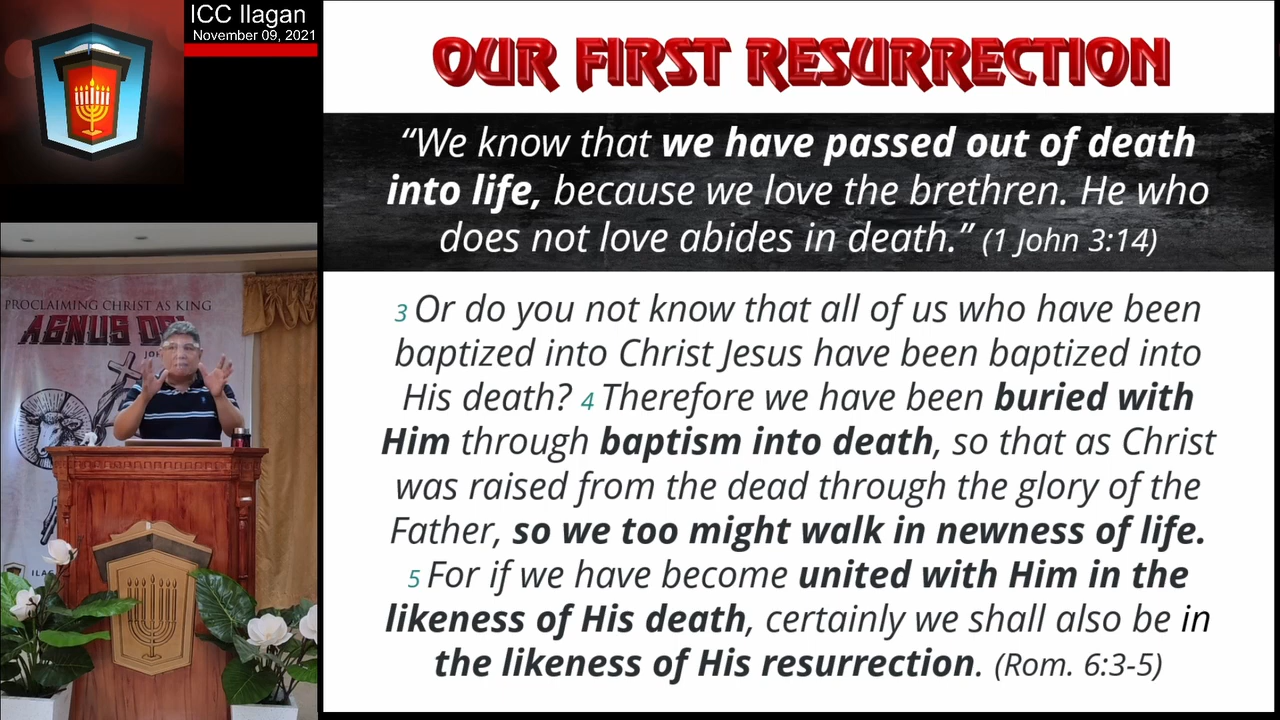 ICC Ilagan
November 09, 2021
OUR FIRST RESURRECTION
“We know that we have passed out of death
into life, because we love the brethren. He who
does not love abides in death.” (1 John 3:14)
3 Or do you not know that all of us who have been
baptized into Christ Jesus have been baptized into
His death? 4 Therefore we have been buried with
Him through baptism into death, so that as Christ
was raised from the dead through the glory of the
Father, so we too might walk in newness of life.
5 For if we have become united with Him in the
likeness of His death, certainly we shall also be in
the likeness of His resurrection. (Rom. 6:3-5)
PROCLAIMING CHRIST AS KING
AGNUS